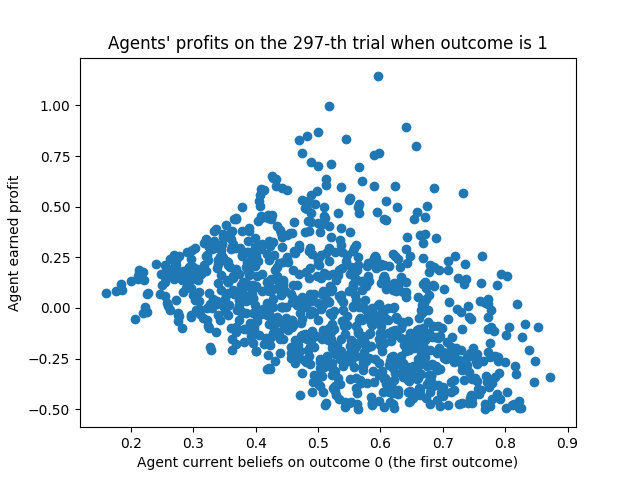 Agents' profits on the 297-th trial when outcome is 1
1.00
0.75
0.50
0.25
0.00
−0.25
−0.50
Agent earned profit
0.2 0.3 0.4 0.5 0.6 0.7 0.8 0.9
Agent current beliefs on outcome 0 (the first outcome)